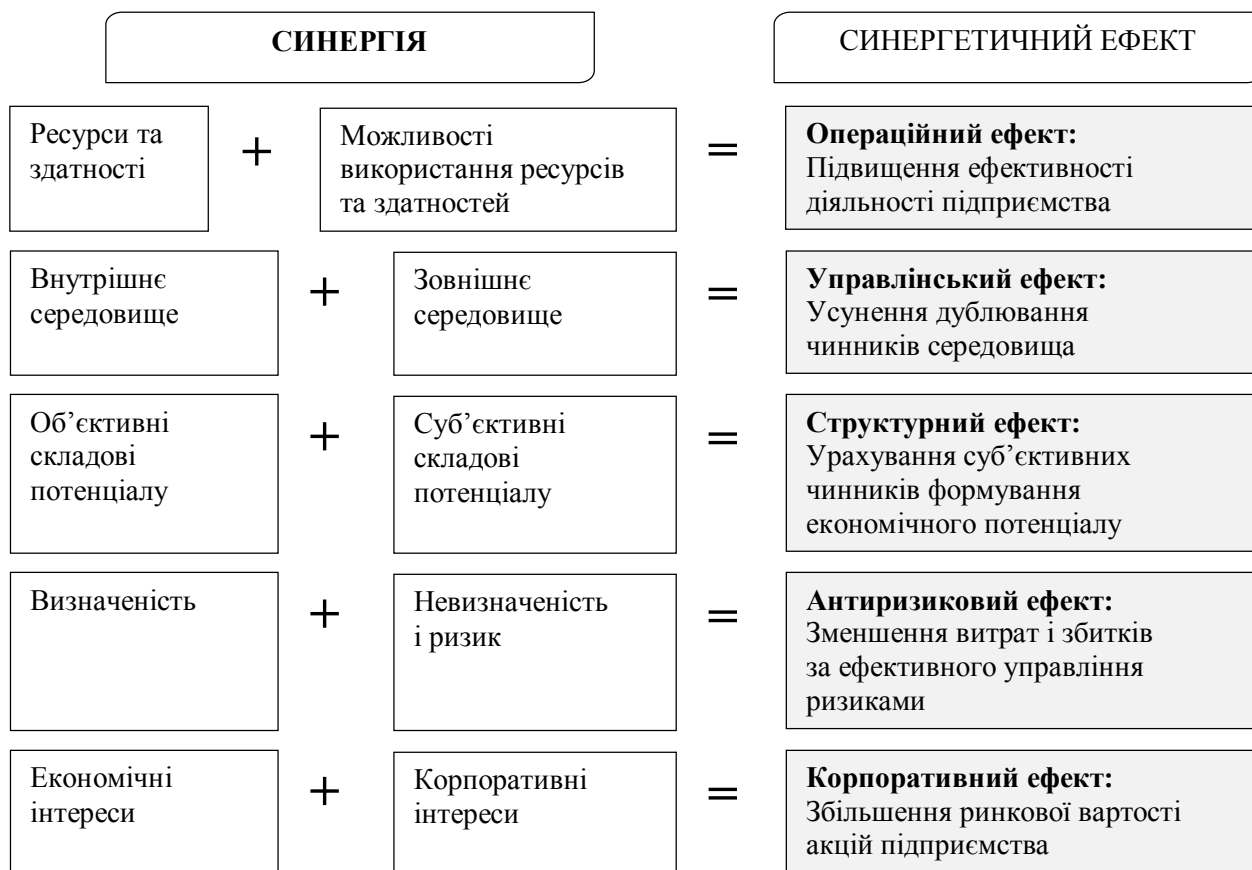 СИНЕРГІЯ
СИНЕРГЕТИЧНИЙ ЕФЕКТ
Ресурси та
здатності
+
Можливості
використання ресурсів
та здатностей
=
Операційний ефект:
Підвищення ефективності
діяльності підприємства
Внутрішнє
середовище
+
Зовнішнє
середовище
=
Управлінський ефект:
Усунення дублювання
чинників середовища
Об’єктивні
складові
потенціалу
+
Суб’єктивні
складові
потенціалу
=
Структурний ефект:
Урахування суб’єктивних
чинників формування
економічного потенціалу
Визначеність
+
Невизначеність
і ризик
=
Антиризиковий ефект:
Зменшення витрат і збитків
за ефективного управління
ризиками
Економічні
інтереси
+
Корпоративні
інтереси
=
Корпоративний ефект:
Збільшення ринкової вартості
акцій підприємства